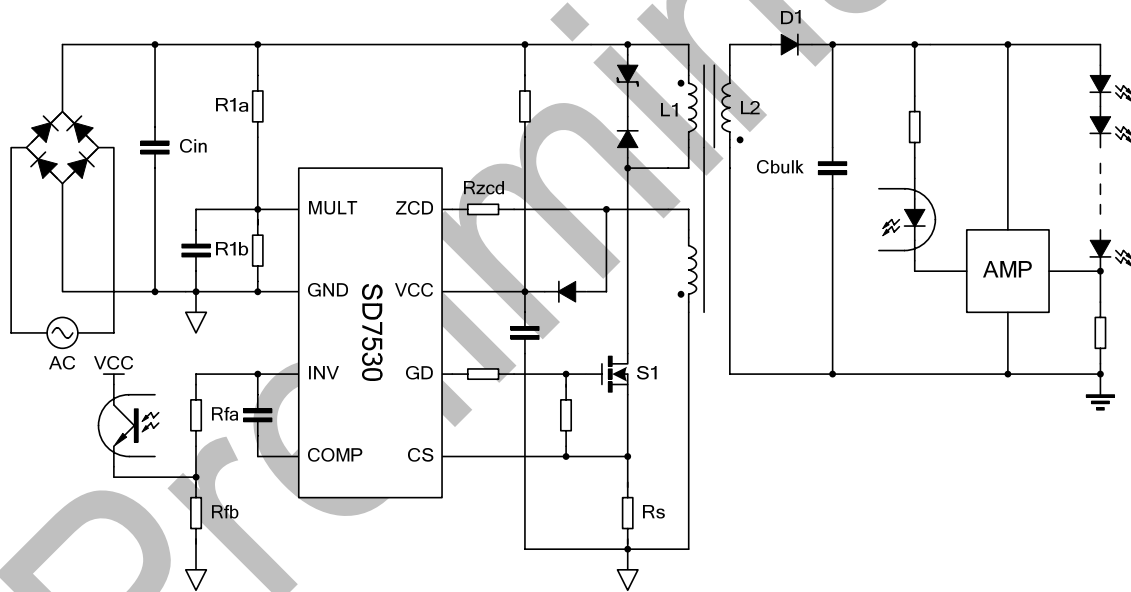 D1
R1a
L1
L2
Cin
Cbulk
Rzcd
MULT
ZCD
R1b
AMP
GND
VCC
SD7530
AC
VCC
INV
GD
S1
Rfa
COMP
CS
Rfb
Rs